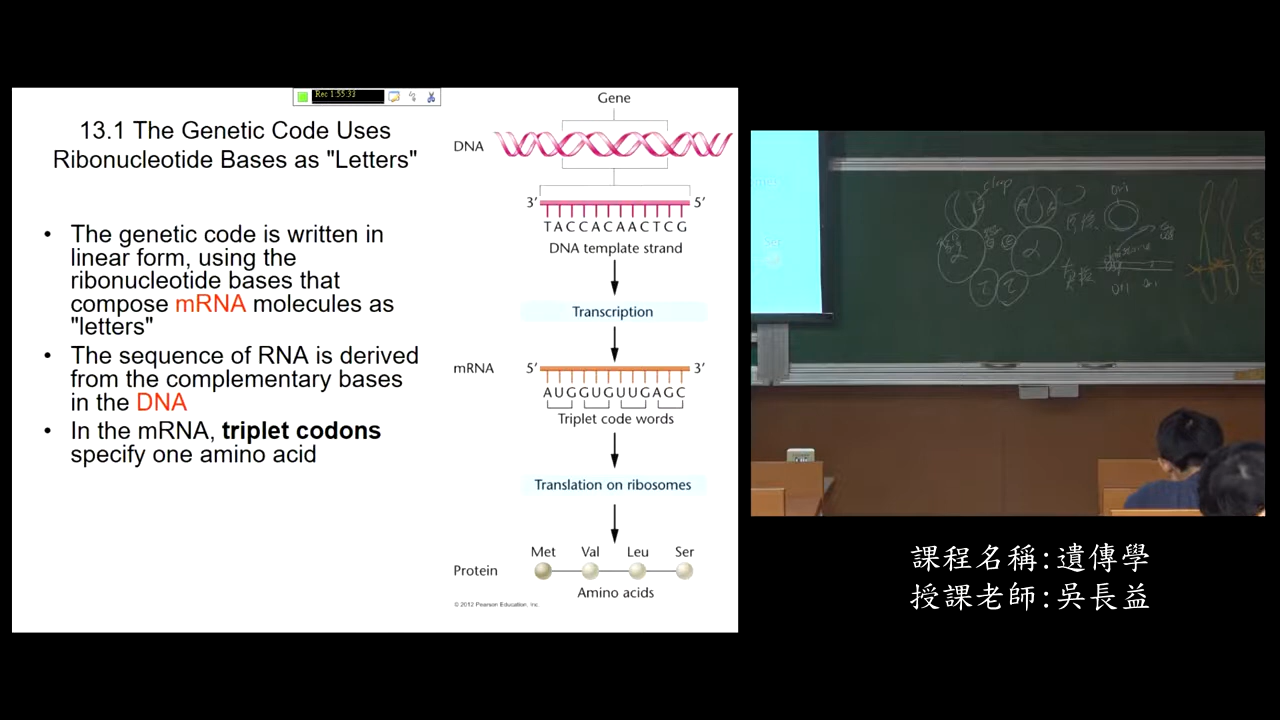 Rec 1:55:33
13.1 The Genetic Code Uses
Ribonucleotide Bases as "Letters"
• The genetic code is written in
linear form, using the
ribonucleotide bases that
compose mRNA molecules as
"letters"
• The sequence of RNA is derived
from the complementary bases
in the DNA
• In the mRNA, triplet codons
specify one amino acid
Gene
DNA
3′ 5′
TACCACAACTCG
DNA template strand
Transcription
mRNA 5′ 3′
AUGGUGUUGAGC
Triplet code words
Translation on ribosomes
Met Val Leu Ser
Protein
Amino acids
© 2012 Pearson Education, Inc.
課程名稱:遺傳學
授課老師:吳長益